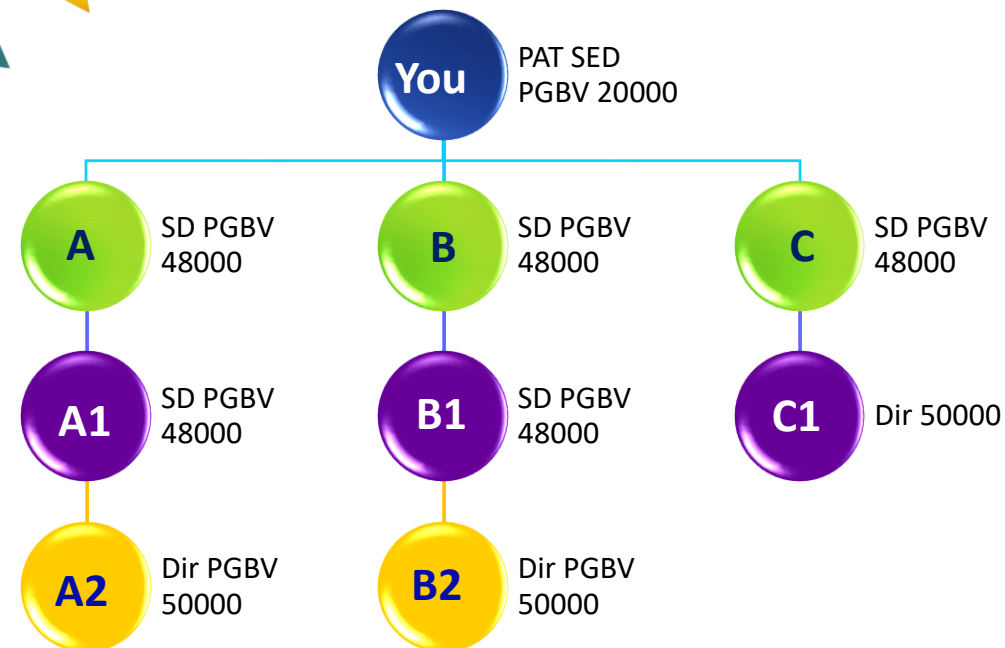 You
PAT SED
PGBV 20000
A
SD PGBV
48000
B
SD PGBV
48000
C
SD PGBV
48000
A1
SD PGBV
48000
B1
SD PGBV
48000
C1
Dir 50000
A2
Dir PGBV
50000
B2
Dir PGBV
50000